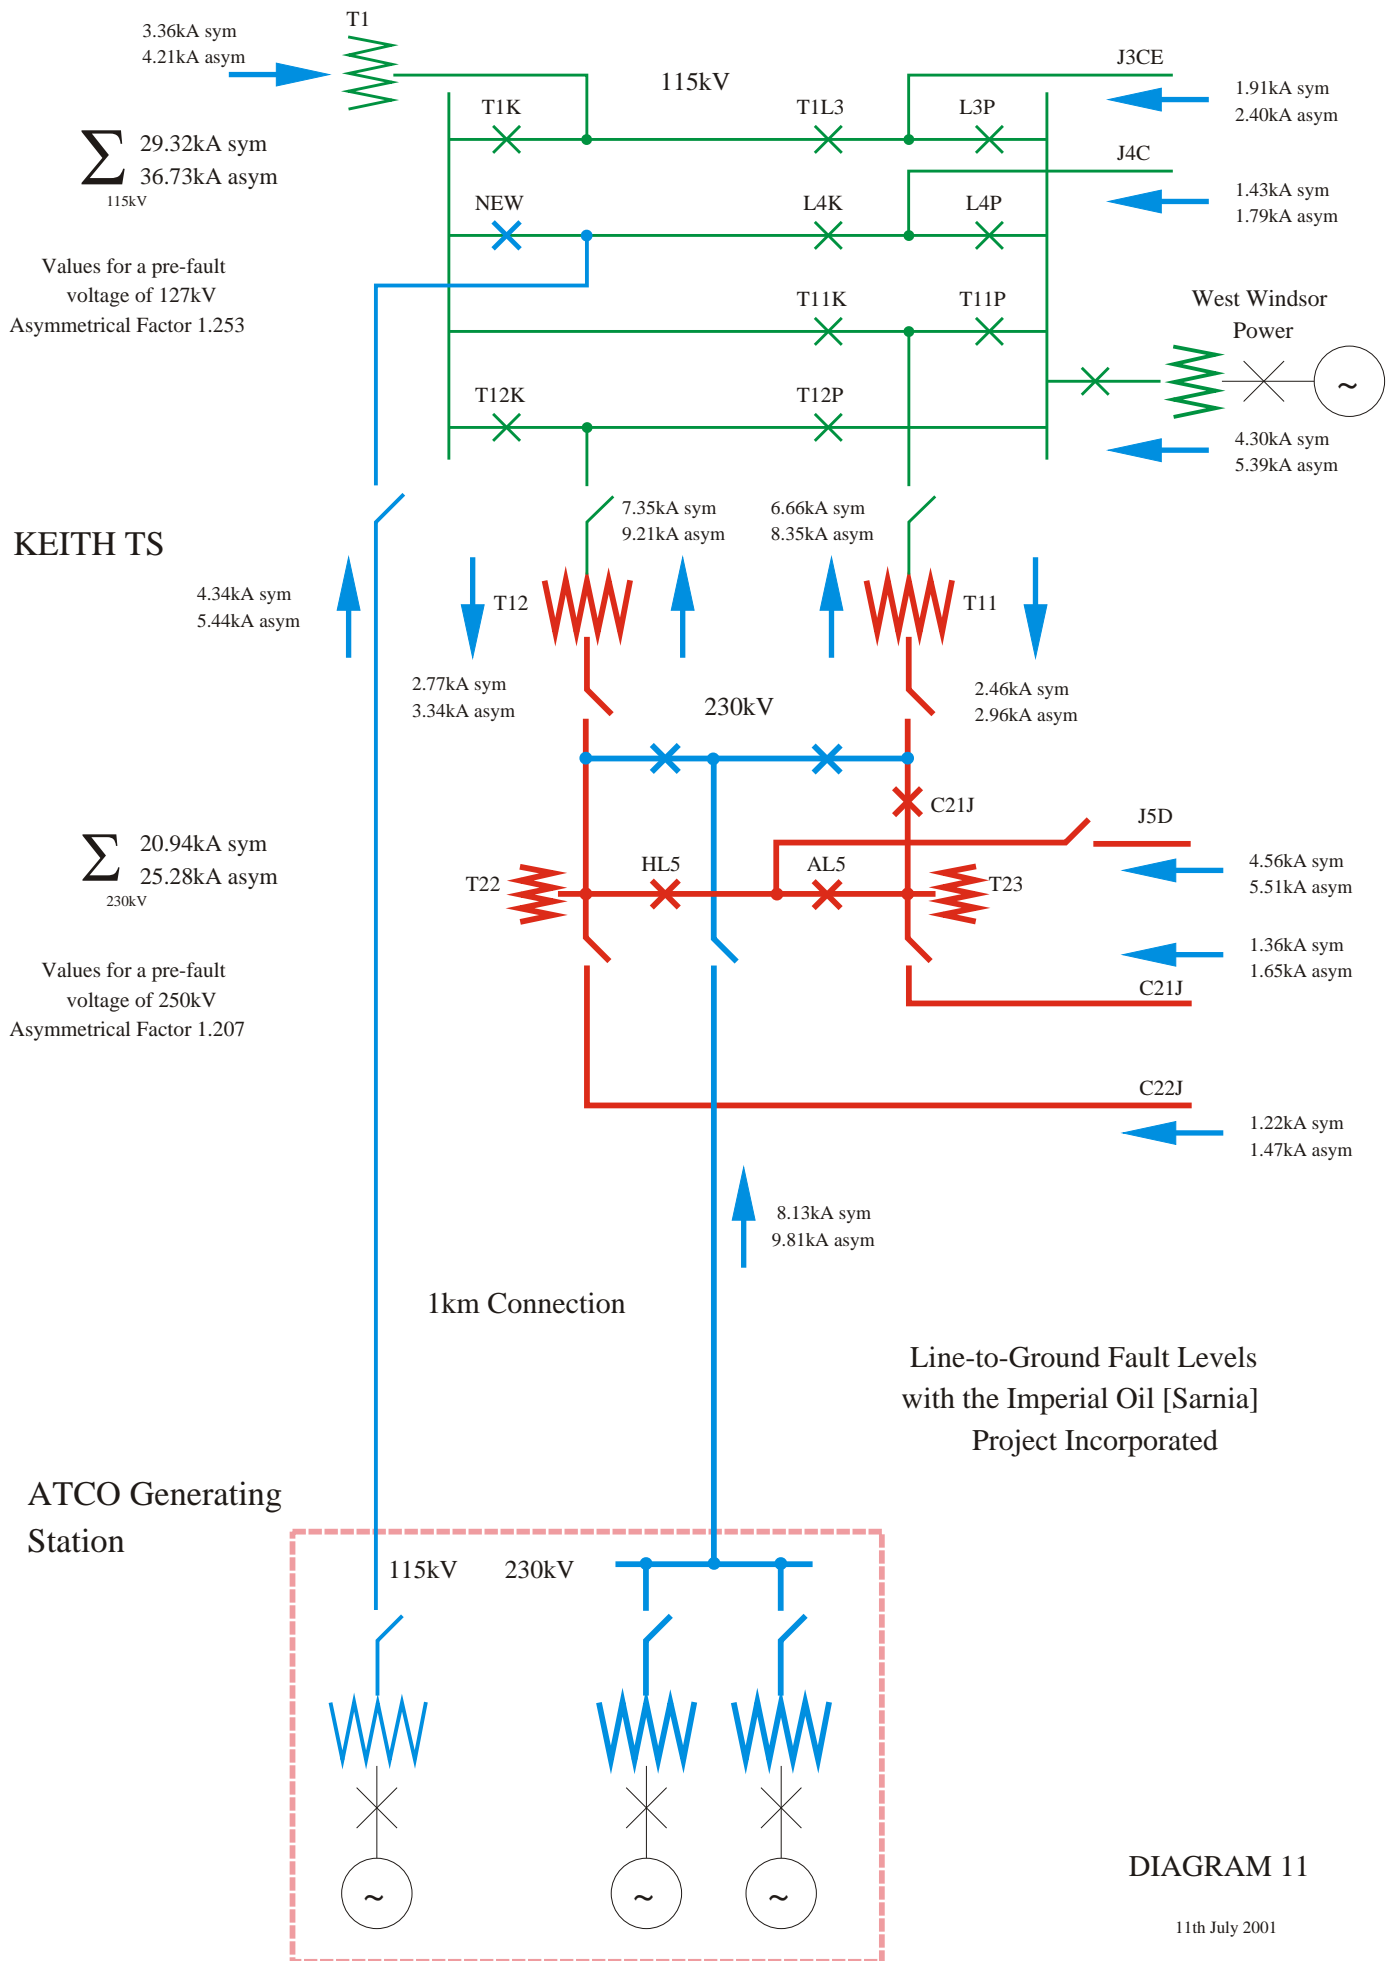 T1
3.36kA sym
4.21kA asym
J3CE
115kV
1.91kA sym
2.40kA asym
T1K
T1L3
L3P
∑ 29.32kA sym
36.73kA asym
115kV
J4C
1.43kA sym
1.79kA asym
NEW
L4K
L4P
Values for a pre-fault
voltage of 127kV
Asymmetrical Factor 1.253
T11K
T11P
West Windsor
Power
~
T12K
T12P
4.30kA sym
5.39kA asym
7.35kA sym
9.21kA asym
6.66kA sym
8.35kA asym
KEITH TS
4.34kA sym
5.44kA asym
T12
T11
2.77kA sym
3.34kA asym
230kV
2.46kA sym
2.96kA asym
C21J
J5D
∑ 20.94kA sym
25.28kA asym
230kV
HL5
AL5
T22
T23
4.56kA sym
5.51kA asym
Values for a pre-fault
voltage of 250kV
Asymmetrical Factor 1.207
1.36kA sym
1.65kA asym
C21J
C22J
1.22kA sym
1.47kA asym
8.13kA sym
9.81kA asym
1km Connection
Line-to-Ground Fault Levels
with the Imperial Oil [Sarnia]
Project Incorporated
ATCO Generating
Station
115kV
230kV
~
~
~
DIAGRAM 11
11th July 2001